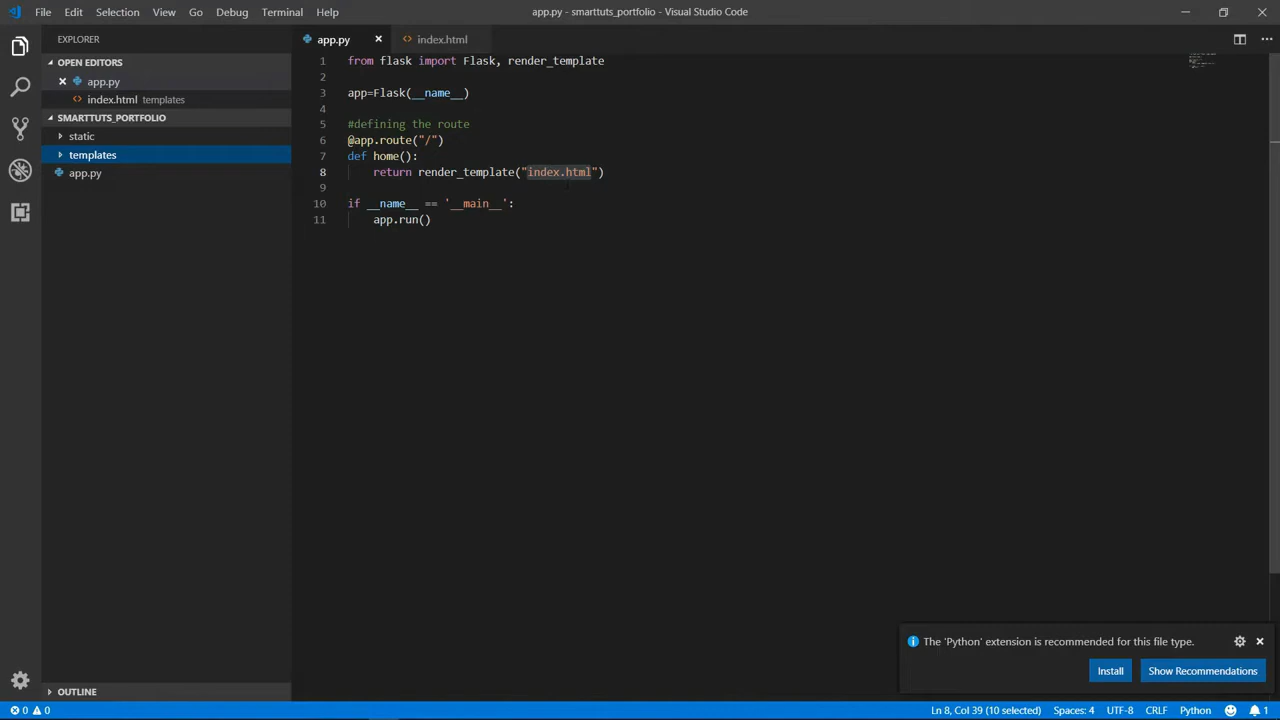 File Edit Selection View Go Debug Terminal Help
app.py - smarttuts_portfolio - Visual Studio Code
EXPLORER
OPEN EDITORS
app.py
index.html templates
SMARTTUTS_PORTFOLIO
static
templates
app.py
OUTLINE
app.py
index.html
1 from flask import Flask, render_template
2
3 app=Flask(__name__)
4
5 #defining the route
6 @app.route("/")
7 def home():
8 return render_template("index.html")
9
10 if __name__ == '__main__':
11 app.run()
The 'Python' extension is recommended for this file type.
Install Show Recommendations
0 0
Ln 8, Col 39 (10 selected) Spaces: 4 UTF-8 CRLF Python 1